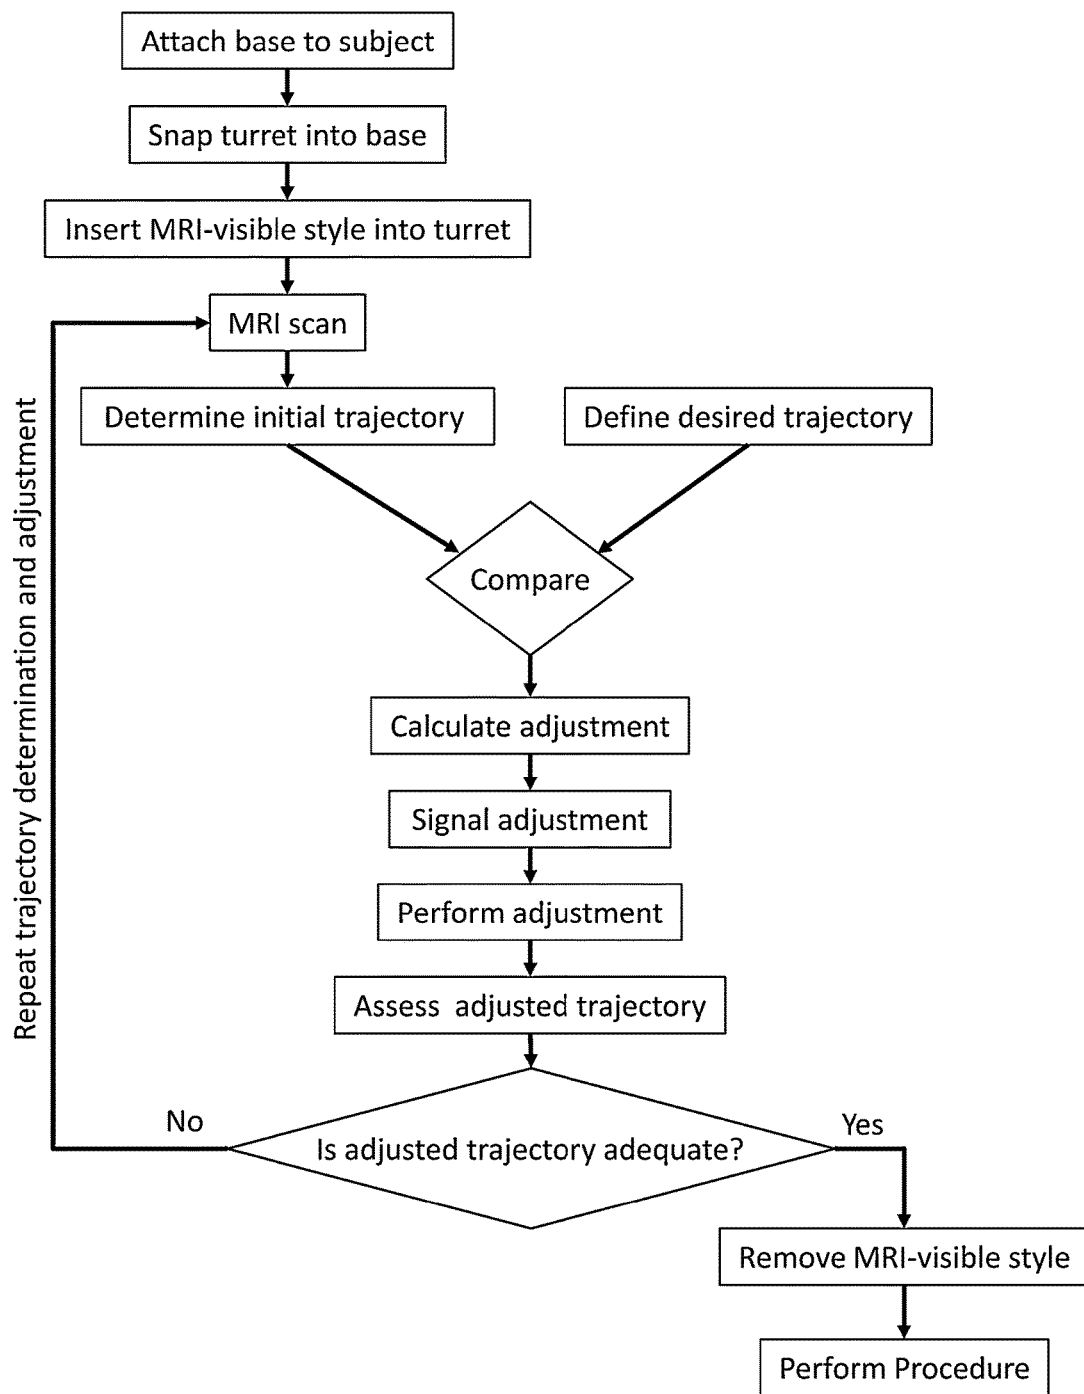 Attach base to subject
Snap turret into base
Insert MRI-visible style into turret
MRI scan
Determine initial trajectory
Define desired trajectory
Compare
Calculate adjustment
Signal adjustment
Perform adjustment
Assess adjusted trajectory
Is adjusted trajectory adequate?
No
Yes
Repeat trajectory determination and adjustment
Remove MRI-visible style
Perform Procedure